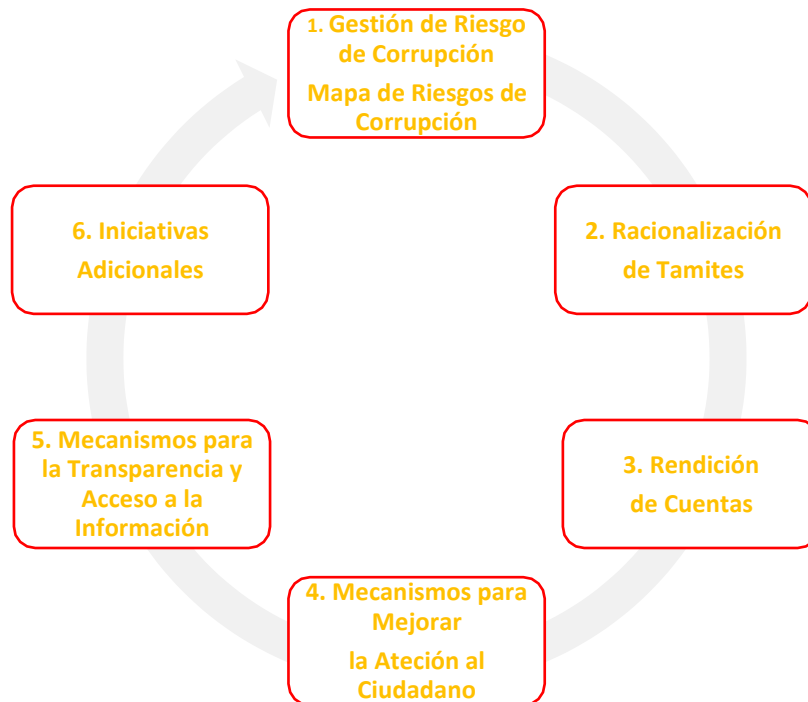 1. Gestión de Riesgo
de Corrupción
Mapa de Riesgos de
Corrupción
2. Racionalización
de Tamites
3. Rendición
de Cuentas
4. Mecanismos para
Mejorar
la Ateción al
Ciudadano
5. Mecanismos para
la Transparencia y
Acceso a la
Información
6. Iniciativas
Adicionales